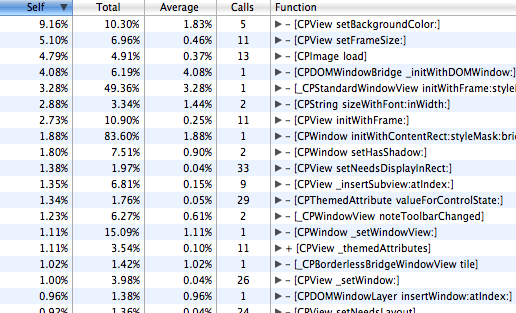 Self ▼ Total Average Calls Function
9.16% 10.30% 1.83% 5 ▶ – [CPView setBackgroundColor:]
5.10% 6.96% 0.46% 11 ▶ – [CPView setFrameSize:]
4.79% 4.91% 0.37% 13 ▶ – [CPImage load]
4.08% 6.19% 4.08% 1 ▶ – [CPDOMWindowBridge _initWithDOMWindow:]
3.28% 49.36% 3.28% 1 ▶ – [_CPStandardWindowView initWithFrame:style
2.88% 3.34% 1.44% 2 ▶ – [CPString sizeWithFont:inWidth:]
2.73% 10.90% 0.25% 11 ▶ – [CPView initWithFrame:]
1.88% 83.60% 1.88% 1 ▶ – [CPWindow initWithContentRect:styleMask:bri
1.80% 7.51% 0.90% 2 ▶ – [CPWindow setHasShadow:]
1.38% 1.97% 0.04% 33 ▶ – [CPView setNeedsDisplayInRect:]
1.35% 6.81% 0.15% 9 ▶ – [CPView _insertSubview:atIndex:]
1.34% 1.76% 0.05% 29 ▶ – [CPThemedAttribute valueForControlState:]
1.23% 6.27% 0.61% 2 ▶ – [_CPWindowView noteToolbarChanged]
1.11% 15.09% 1.11% 1 ▶ – [CPWindow _setWindowView:]
1.11% 3.54% 0.10% 11 ▶ + [CPView _themedAttributes]
1.02% 1.42% 1.02% 1 ▶ – [_CPBorderlessBridgeWindowView tile]
1.00% 3.98% 0.04% 26 ▶ – [CPView _setWindow:]
0.96% 1.38% 0.96% 1 ▶ – [CPDOMWindowLayer insertWindow:atIndex:]
0.92% 1.36% 0.04% 24 ▶ – [CPView setNeedsLayout]